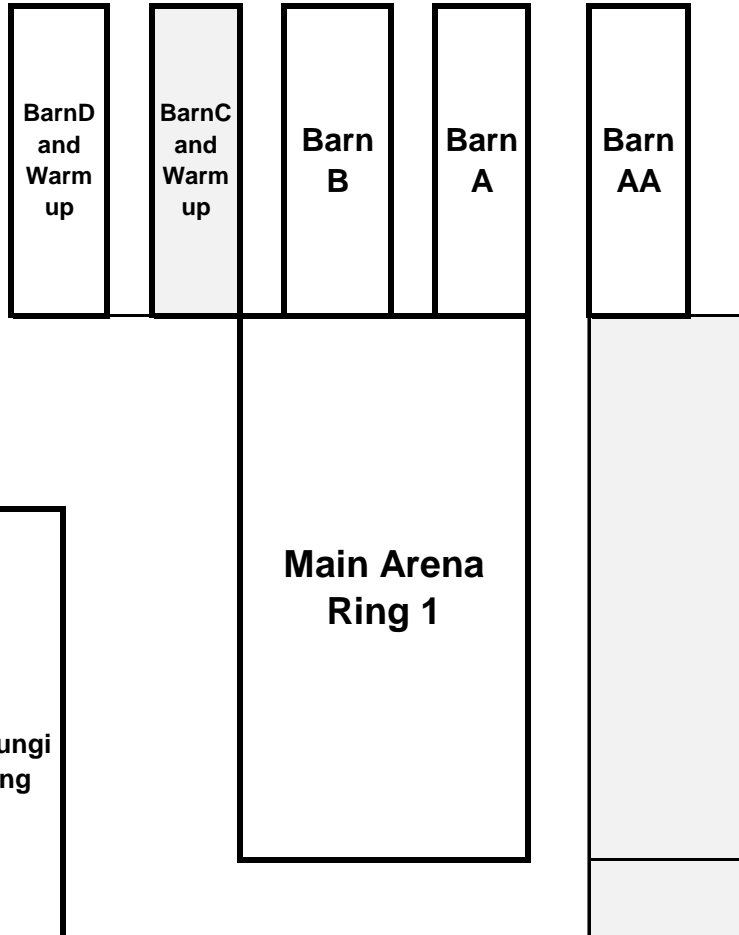 BarnD
and
Warm
up
BarnC
and
Warm
up
Barn
B
Barn
A
Barn
AA
Main Arena
Ring 1